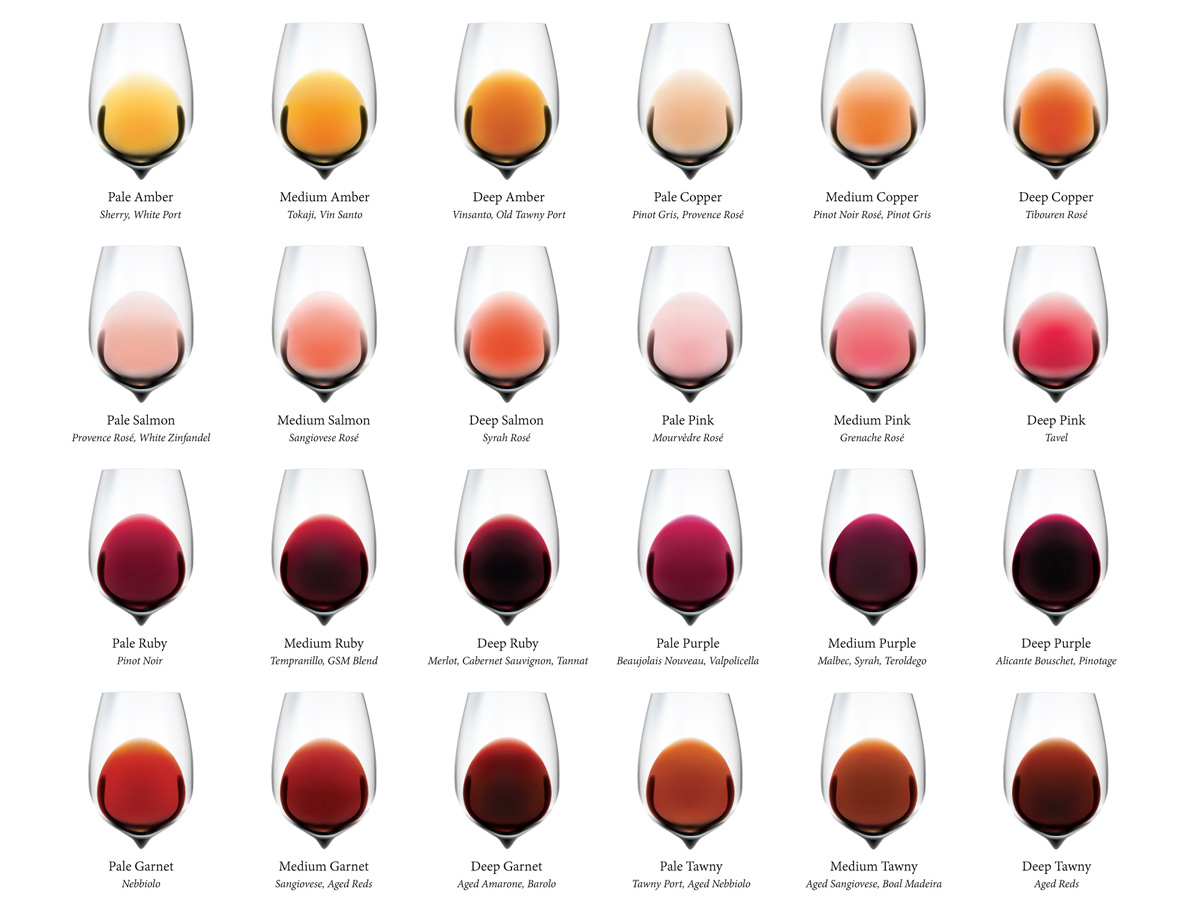 Pale Amber
Sherry, White Port
Medium Amber
Tokaji, Vin Santo
Deep Amber
Vinsanto, Old Tawny Port
Pale Copper
Pinot Gris, Provence Rosé
Medium Copper
Pinot Noir Rosé, Pinot Gris
Deep Copper
Tibouren Rosé
Pale Salmon
Provence Rosé, White Zinfandel
Medium Salmon
Sangiovese Rosé
Deep Salmon
Syrah Rosé
Pale Pink
Mourvèdre Rosé
Medium Pink
Grenache Rosé
Deep Pink
Tavel
Pale Ruby
Pinot Noir
Medium Ruby
Tempranillo, GSM Blend
Deep Ruby
Merlot, Cabernet Sauvignon, Tannat
Pale Purple
Beaujolais Nouveau, Valpolicella
Medium Purple
Malbec, Syrah, Teroldego
Deep Purple
Alicante Bouschet, Pinotage
Pale Garnet
Nebbiolo
Medium Garnet
Sangiovese, Aged Reds
Deep Garnet
Aged Amarone, Barolo
Pale Tawny
Tawny Port, Aged Nebbiolo
Medium Tawny
Aged Sangiovese, Boal Madeira
Deep Tawny
Aged Reds